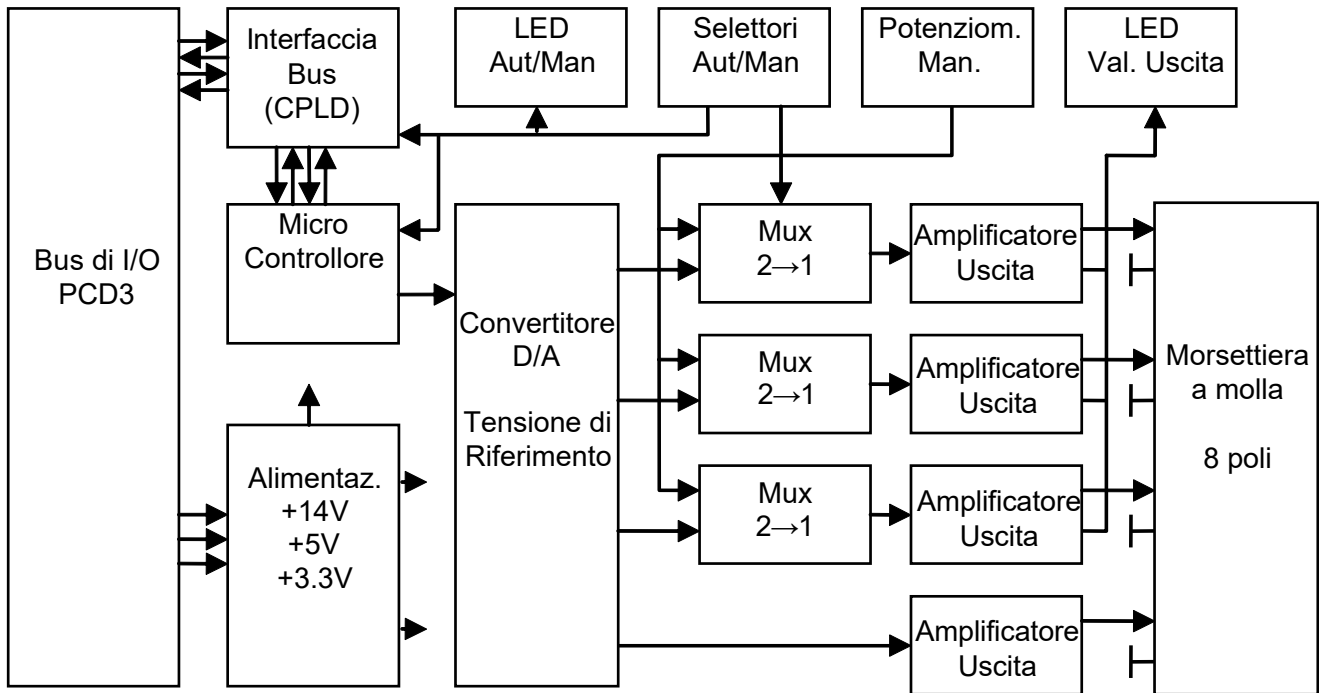 Bus di I/O
PCD3
Interfaccia
Bus
(CPLD)
LED
Aut/Man
Selettori
Aut/Man
Potenziom.
Man.
LED
Val. Uscita
Micro
Controllore
Alimentaz.
+14V
+5V
+3.3V
Convertitore
D/A
Tensione di
Riferimento
Mux
2→1
Amplificatore
Uscita
Mux
2→1
Amplificatore
Uscita
Mux
2→1
Amplificatore
Uscita
Amplificatore
Uscita
Morsettiera
a molla
8 poli